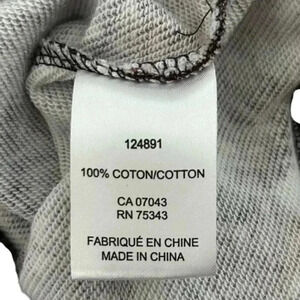 124891
100% COTON/COTTON
CA 07043
RN 75343
FABRIQUÉ EN CHINE
MADE IN CHINA